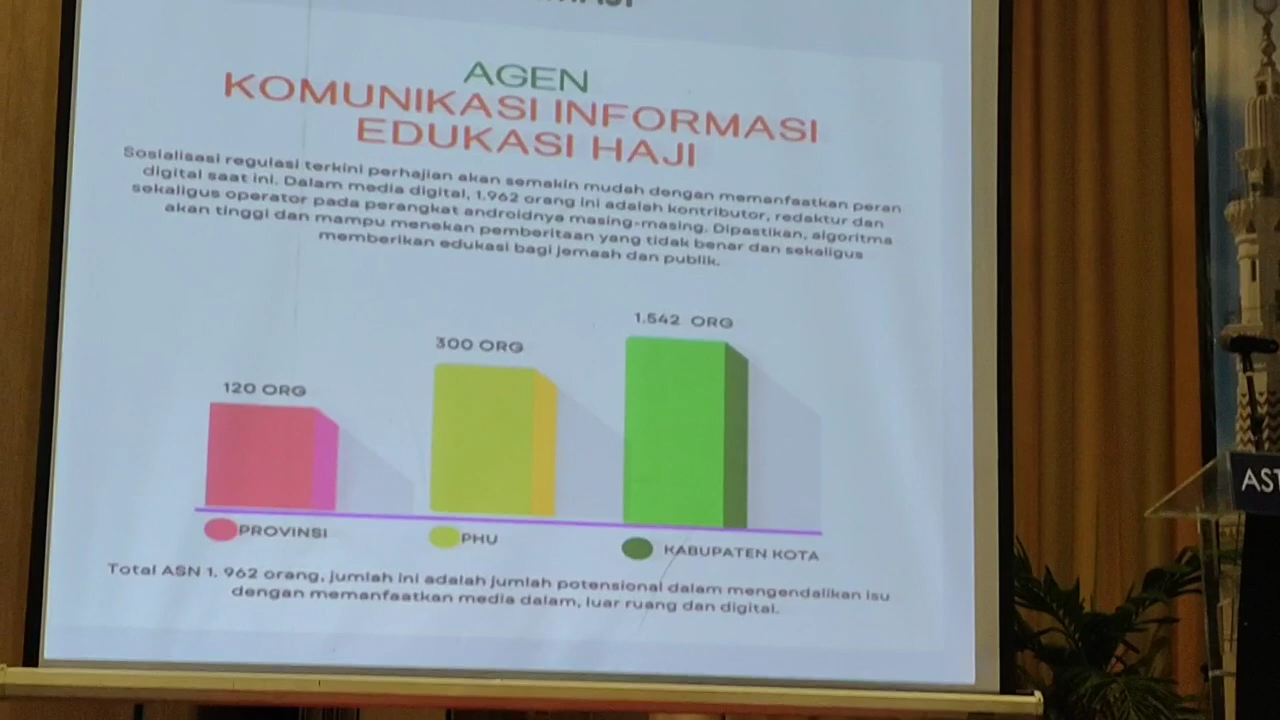 AGEN
KOMUNIKASI INFORMASI
EDUKASI HAJI
Sosialisasi regulasi terkini perhajian akan semakin mudah dengan memanfaatkan peran
digital saat ini. Dalam media digital, 1.962 orang ini adalah kontributor, redaktur dan
sekaligus operator pada perangkat androidnya masing-masing. Dipastikan, algoritma
akan tinggi dan mampu menekan pemberitaan yang tidak benar dan sekaligus
memberikan edukasi bagi jemaah dan publik.
120 ORG
300 ORG
1.542 ORG
PROVINSI
PHU
KABUPATEN KOTA
Total ASN 1. 962 orang, jumlah ini adalah jumlah potensional dalam mengendalikan isu
dengan memanfaatkan media dalam, luar ruang dan digital.
AST